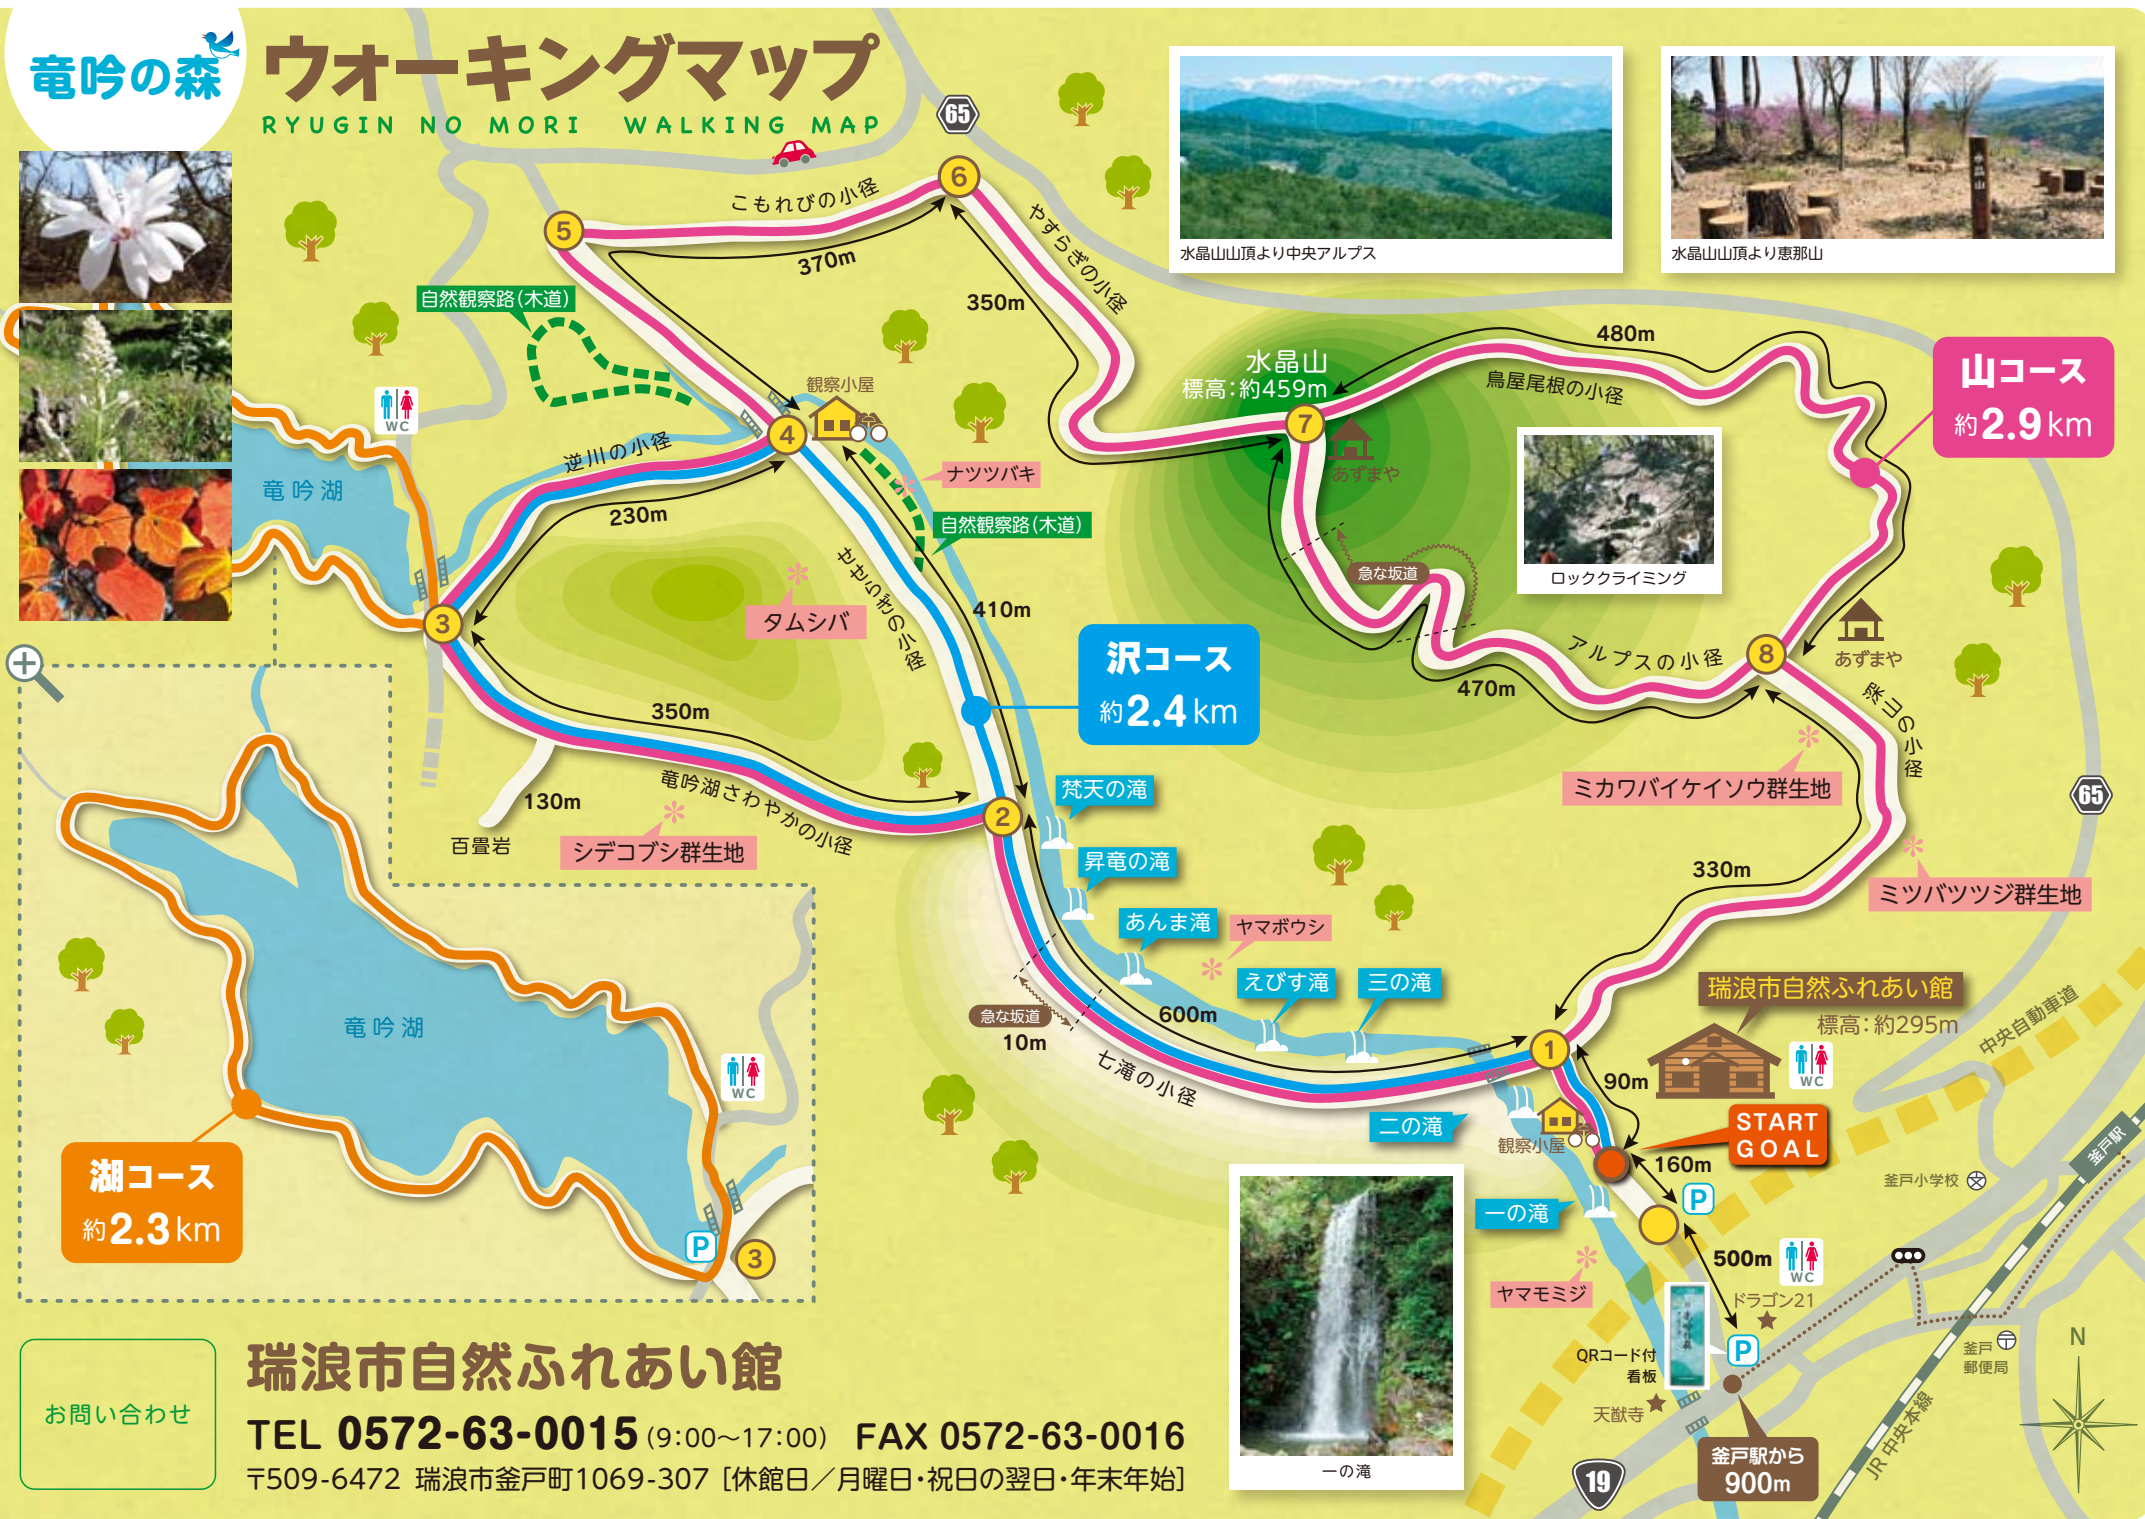 竜吟の森
ウォーキングマップ
RYUGIN NO MORI WALKING MAP
65
水晶山山頂より中央アルプス
水晶山
水晶山山頂より恵那山
5
こもれびの小径
370m
6
やすらぎの小径
350m
自然観察路(木道)
WC
観察小屋
4
逆川の小径
230m
ナツツバキ
自然観察路(木道)
竜吟湖
3
タムシバ
せせらぎの小径
410m
水晶山
標高:約459m
7
あずまや
480m
鳥屋尾根の小径
山コース
約2.9km
ロッククライミング
急な坂道
アルプスの小径
470m
8
あずまや
沢コース
約2.4km
350m
竜吟湖さわやかの小径
130m
百畳岩
シデコブシ群生地
2
梵天の滝
昇竜の滝
あんま滝
ヤマボウシ
えびす滝
三の滝
ミカワバイケイソウ群生地
の小径
65
330m
ミツバツツジ群生地
急な坂道
10m
600m
七滝の小径
1
90m
瑞浪市自然ふれあい館
標高:約295m
WC
中央自動車道
二の滝
観察小屋
START
GOAL
160m
P
一の滝
500m
WC
ヤマモミジ
ドラゴン21
P
QRコード付
看板
天猷寺
釜戸駅から
900m
19
釜戸小学校
文
釜戸駅
釜戸
郵便局
JR中央本線
N
一の滝
竜吟湖
WC
湖コース
約2.3km
P
3
お問い合わせ
瑞浪市自然ふれあい館
TEL 0572-63-0015(9:00〜17:00) FAX 0572-63-0016
〒509-6472 瑞浪市釜戸町1069-307 [休館日/月曜日・祝日の翌日・年末年始]